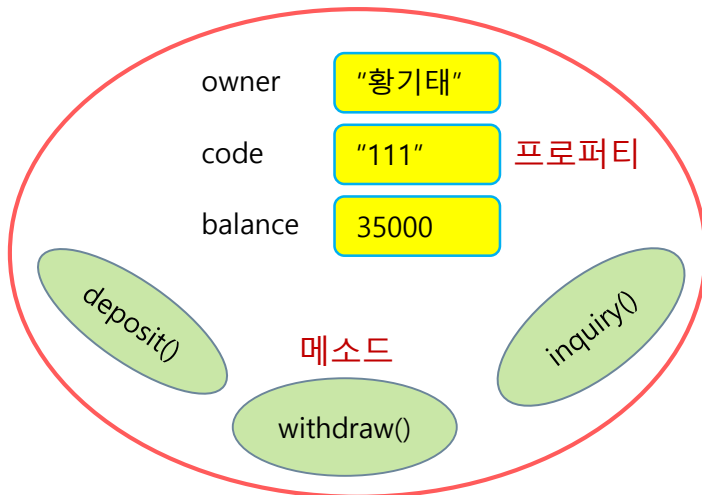 owner "황기태"
code "111" 프로퍼티
balance 35000
deposit()
inquiry()
메소드
withdraw()